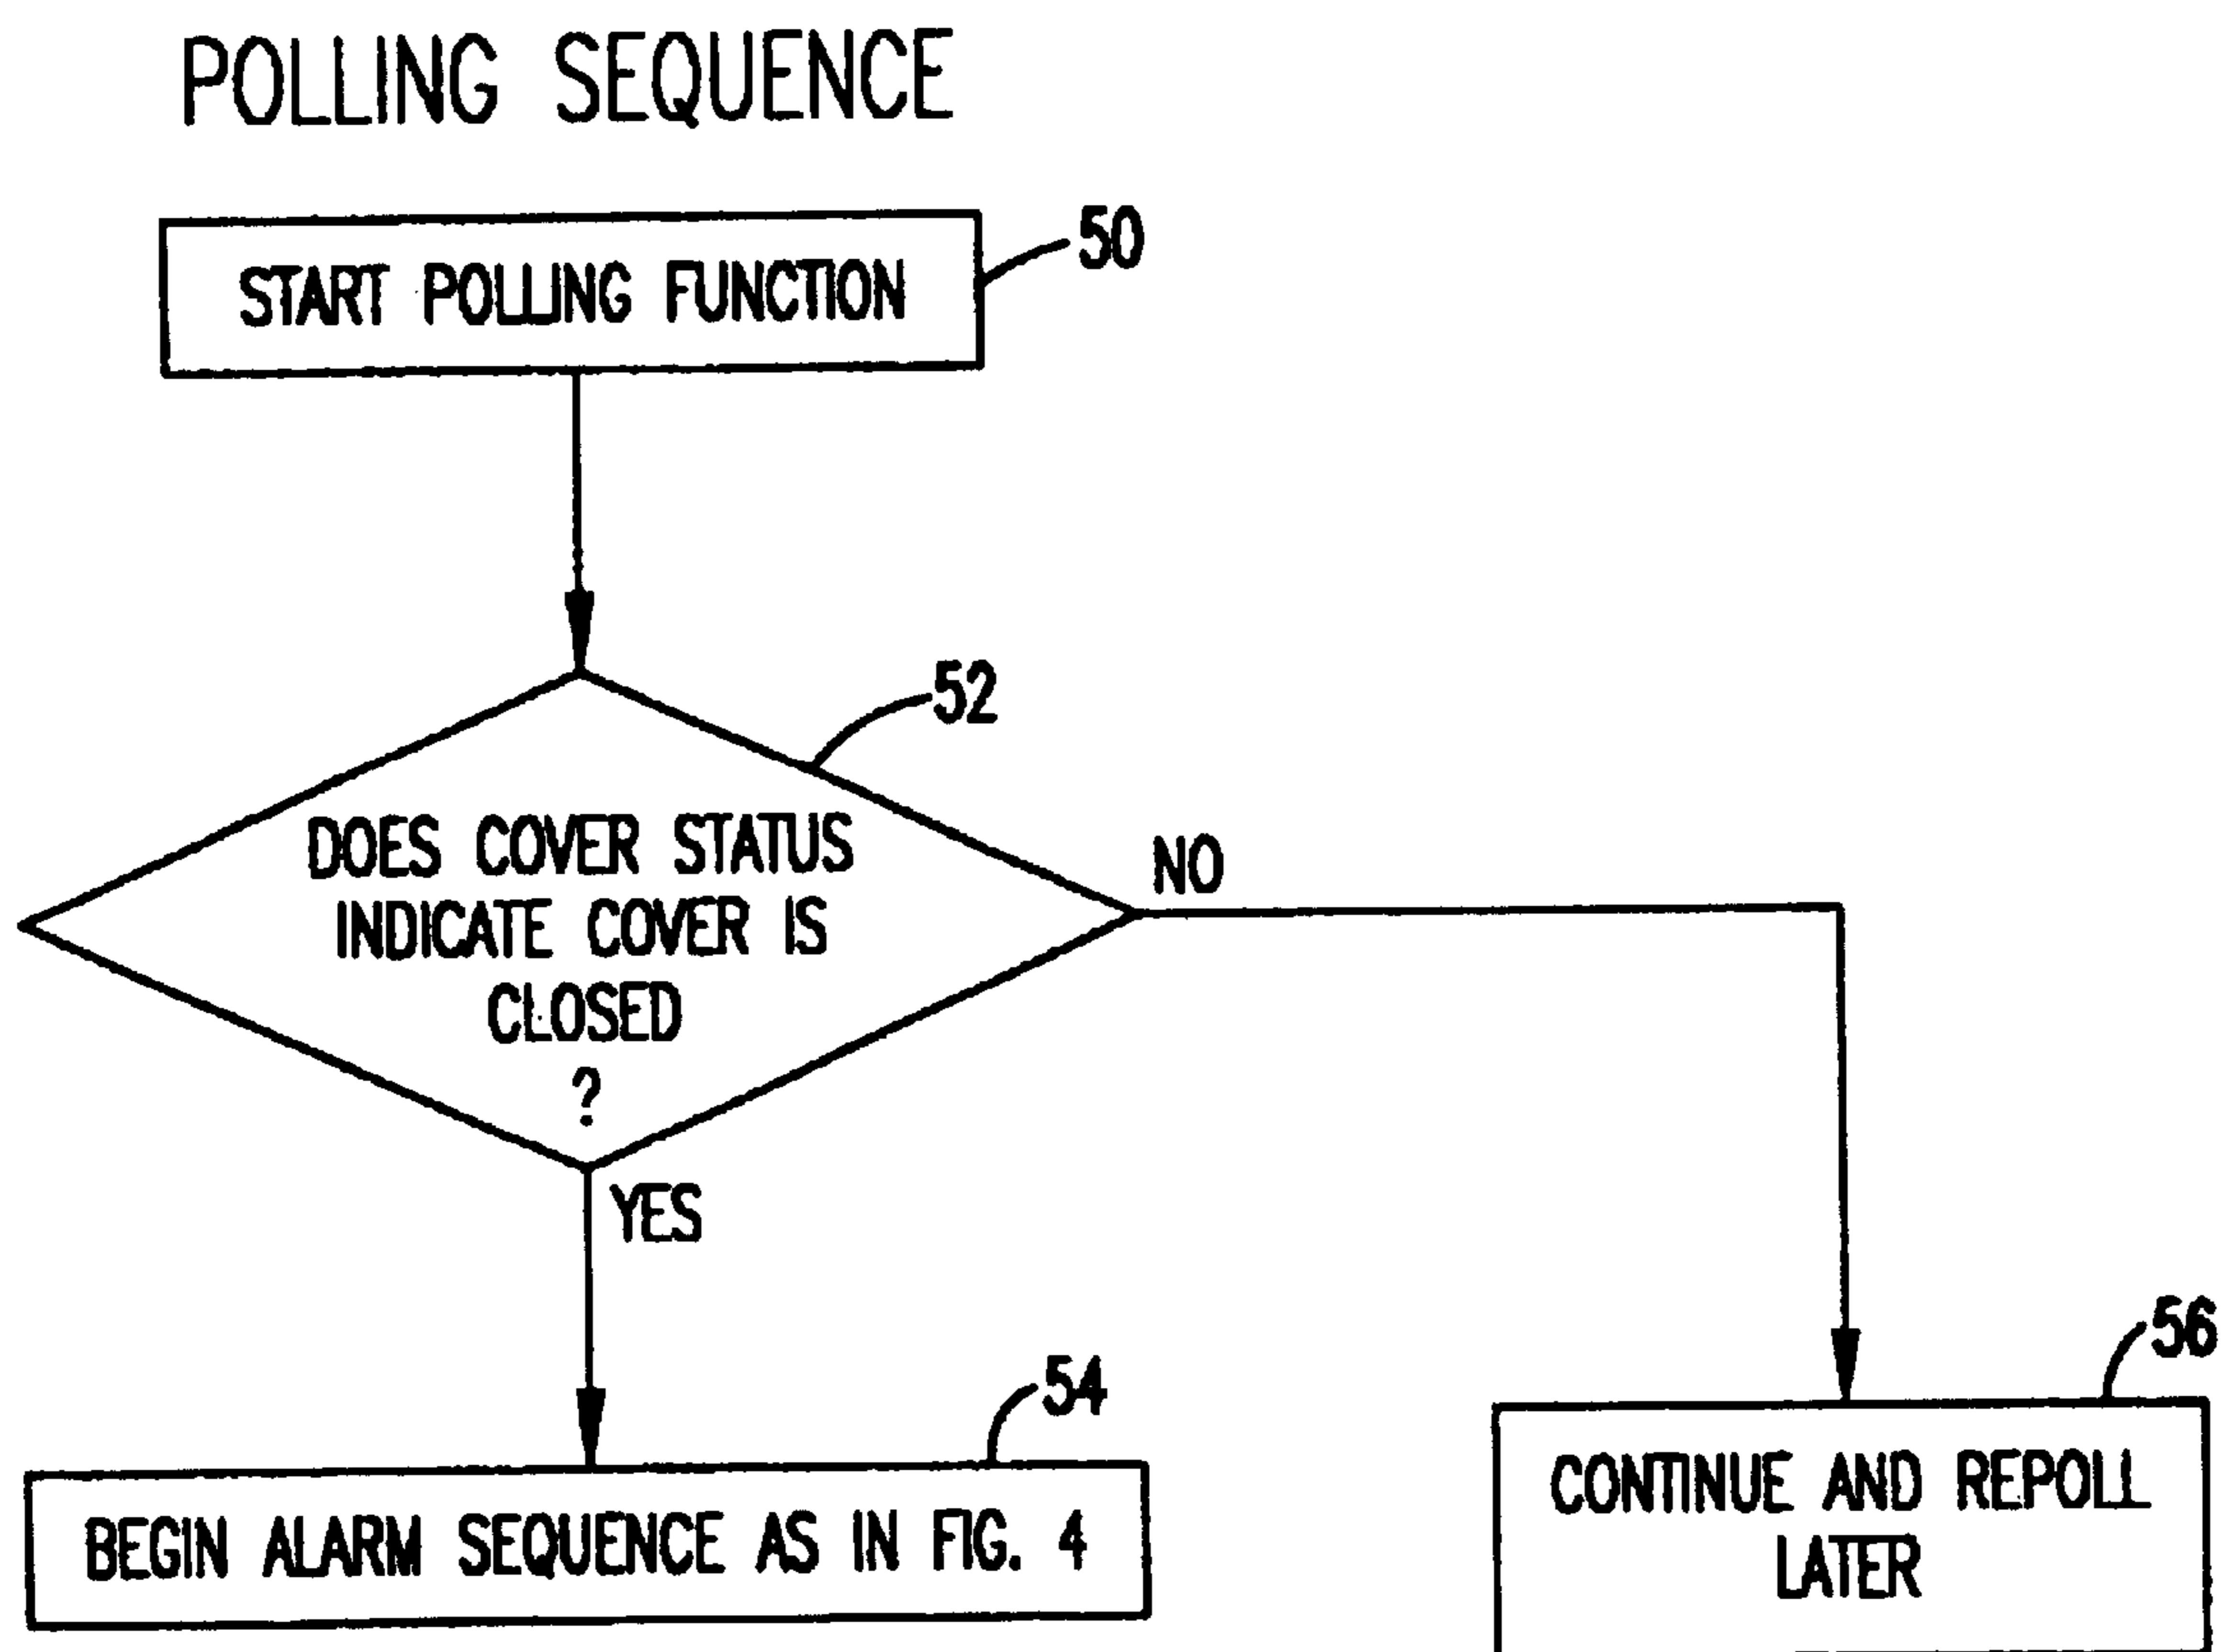 POLLING SEQUENCE
START POLLING FUNCTION
50
52
DOES COVER STATUS
INDICATE COVER IS
CLOSED
?
NO
YES
54
BEGIN ALARM SEQUENCE AS IN FIG. 4
56
CONTINUE AND REPOLL
LATER